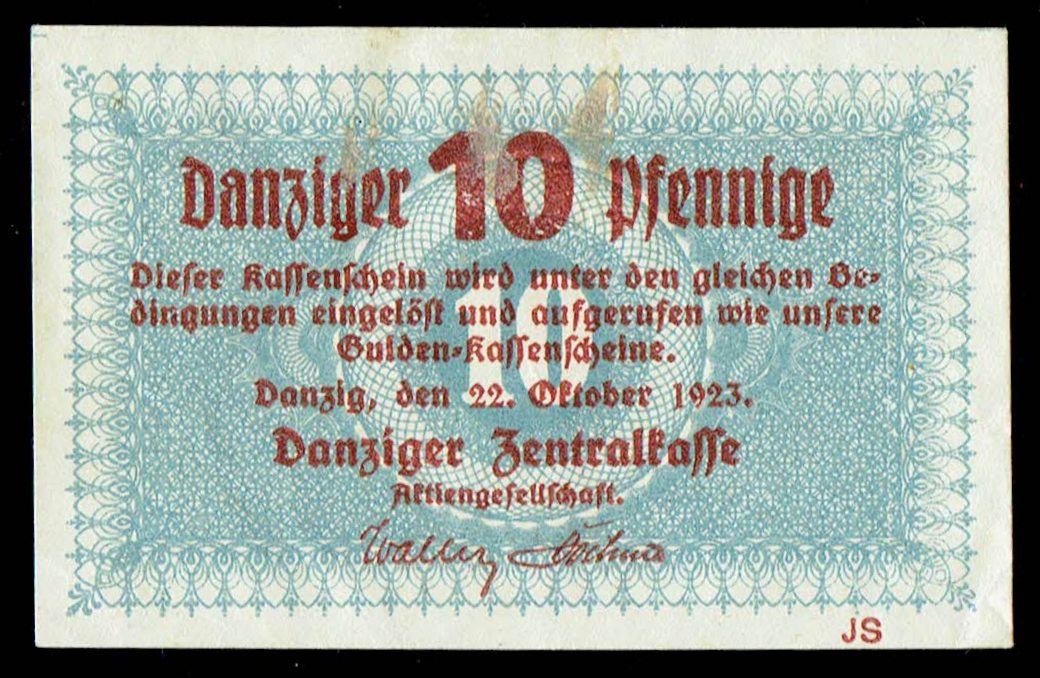 Danziger 10 Pfennige
Dieser Kassenschein wird unter den gleichen Be-
dingungen eingelöst und aufgerufen wie unsere
Gulden-Kassenscheine.
10
Danzig, den 22. Oktober 1923.
Danziger Zentralkasse
Aktiengesellschaft.
JS